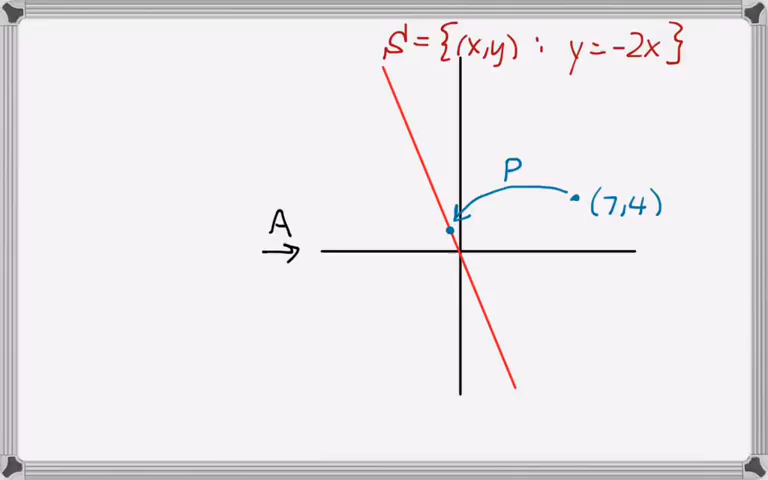 S = {(x,y) : y = -2x}
P
(7,4)
A